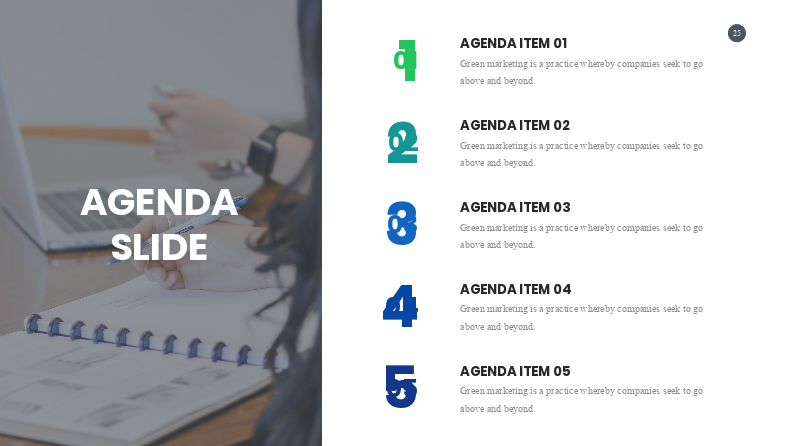 AGENDA
SLIDE
25
1
01
AGENDA ITEM 01
Green marketing is a practice whereby companies seek to go
above and beyond.
2
02
AGENDA ITEM 02
Green marketing is a practice whereby companies seek to go
above and beyond.
3
03
AGENDA ITEM 03
Green marketing is a practice whereby companies seek to go
above and beyond.
4
04
AGENDA ITEM 04
Green marketing is a practice whereby companies seek to go
above and beyond.
5
05
AGENDA ITEM 05
Green marketing is a practice whereby companies seek to go
above and beyond.